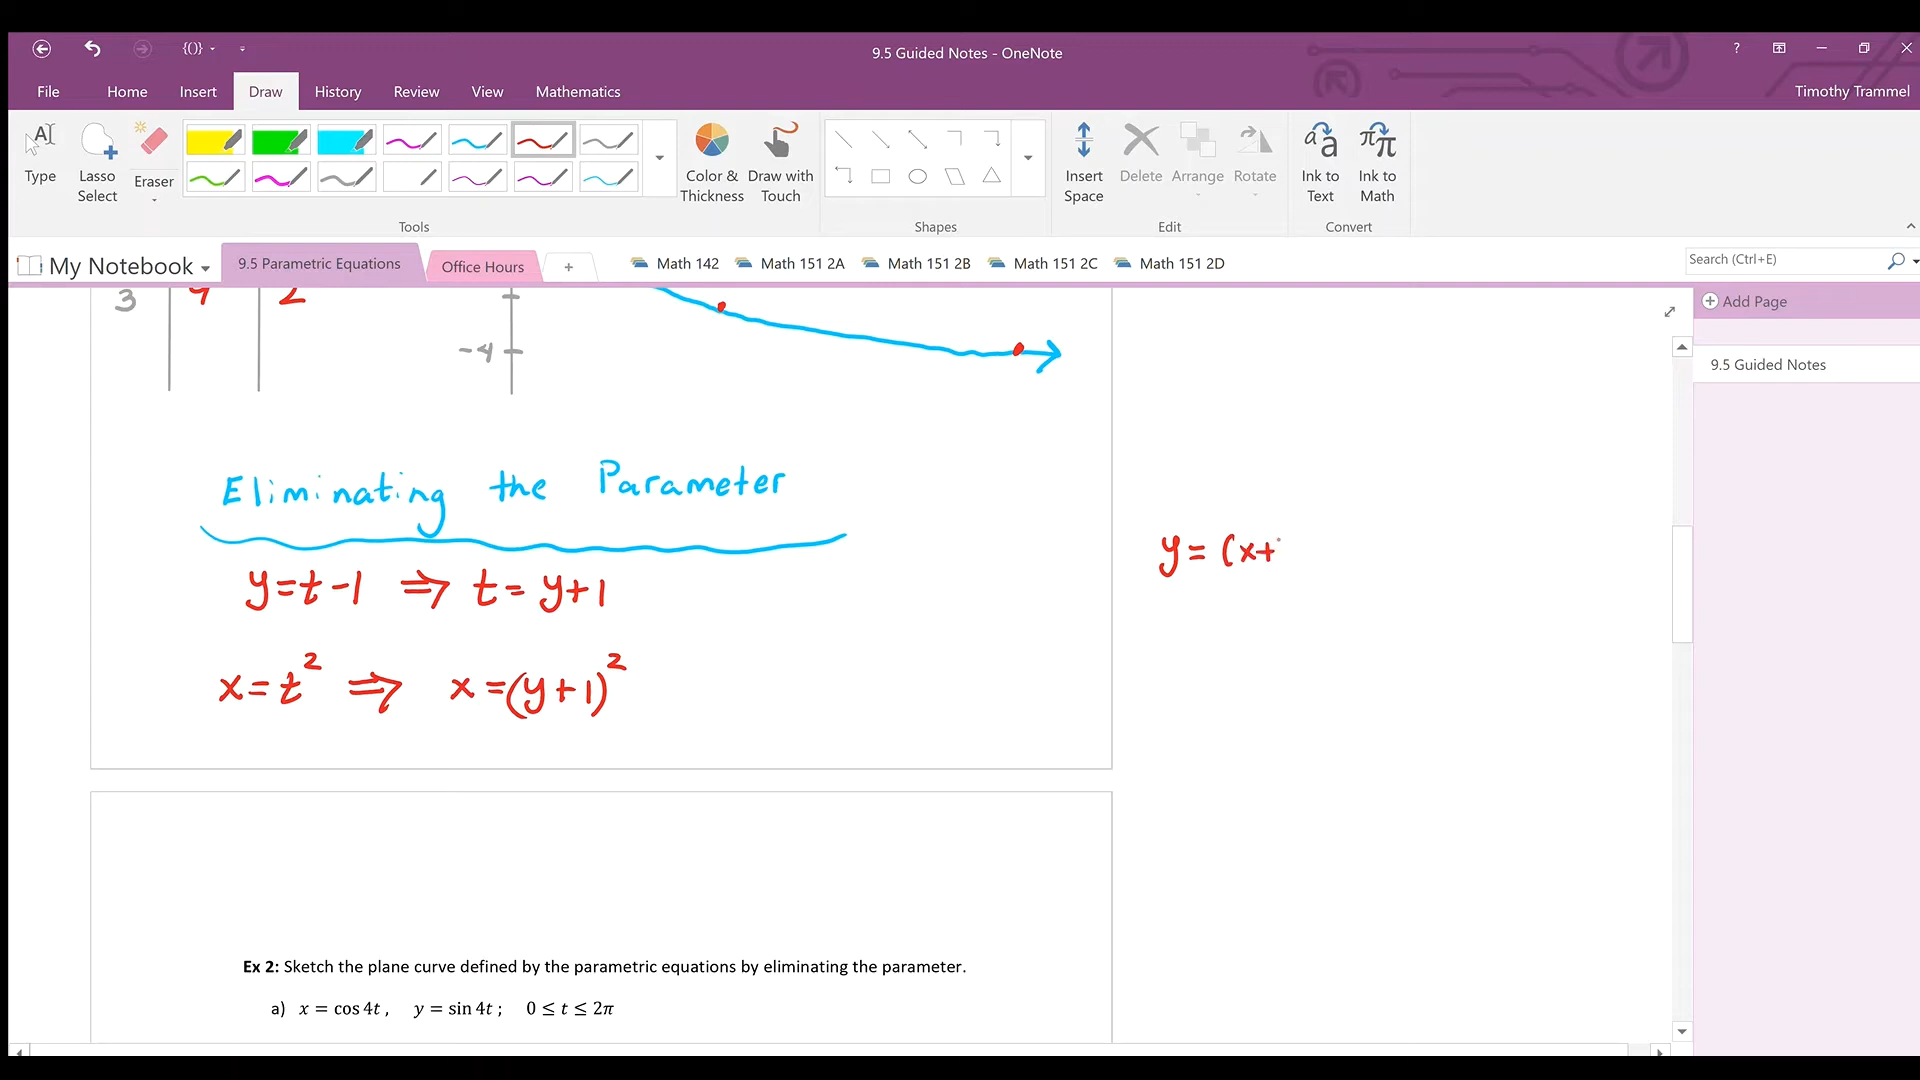 9.5 Guided Notes - OneNote
File Home Insert Draw History Review View Mathematics
Timothy Trammel
Type
Lasso Select
Eraser
Color & Thickness
Draw with Touch
Insert Space
Delete
Arrange
Rotate
Ink to Text
Ink to Math
Tools
Shapes
Edit
Convert
My Notebook
9.5 Parametric Equations
Office Hours
Math 142
Math 151 2A
Math 151 2B
Math 151 2C
Math 151 2D
Search (Ctrl+E)
Add Page
9.5 Guided Notes
3 2
-4
Eliminating the Parameter
y = t - 1 ⇒ t = y + 1
x = t² ⇒ x = (y + 1)²
y = (x+
Ex 2: Sketch the plane curve defined by the parametric equations by eliminating the parameter.
a) x = cos 4t , y = sin 4t ; 0 ≤ t ≤ 2π